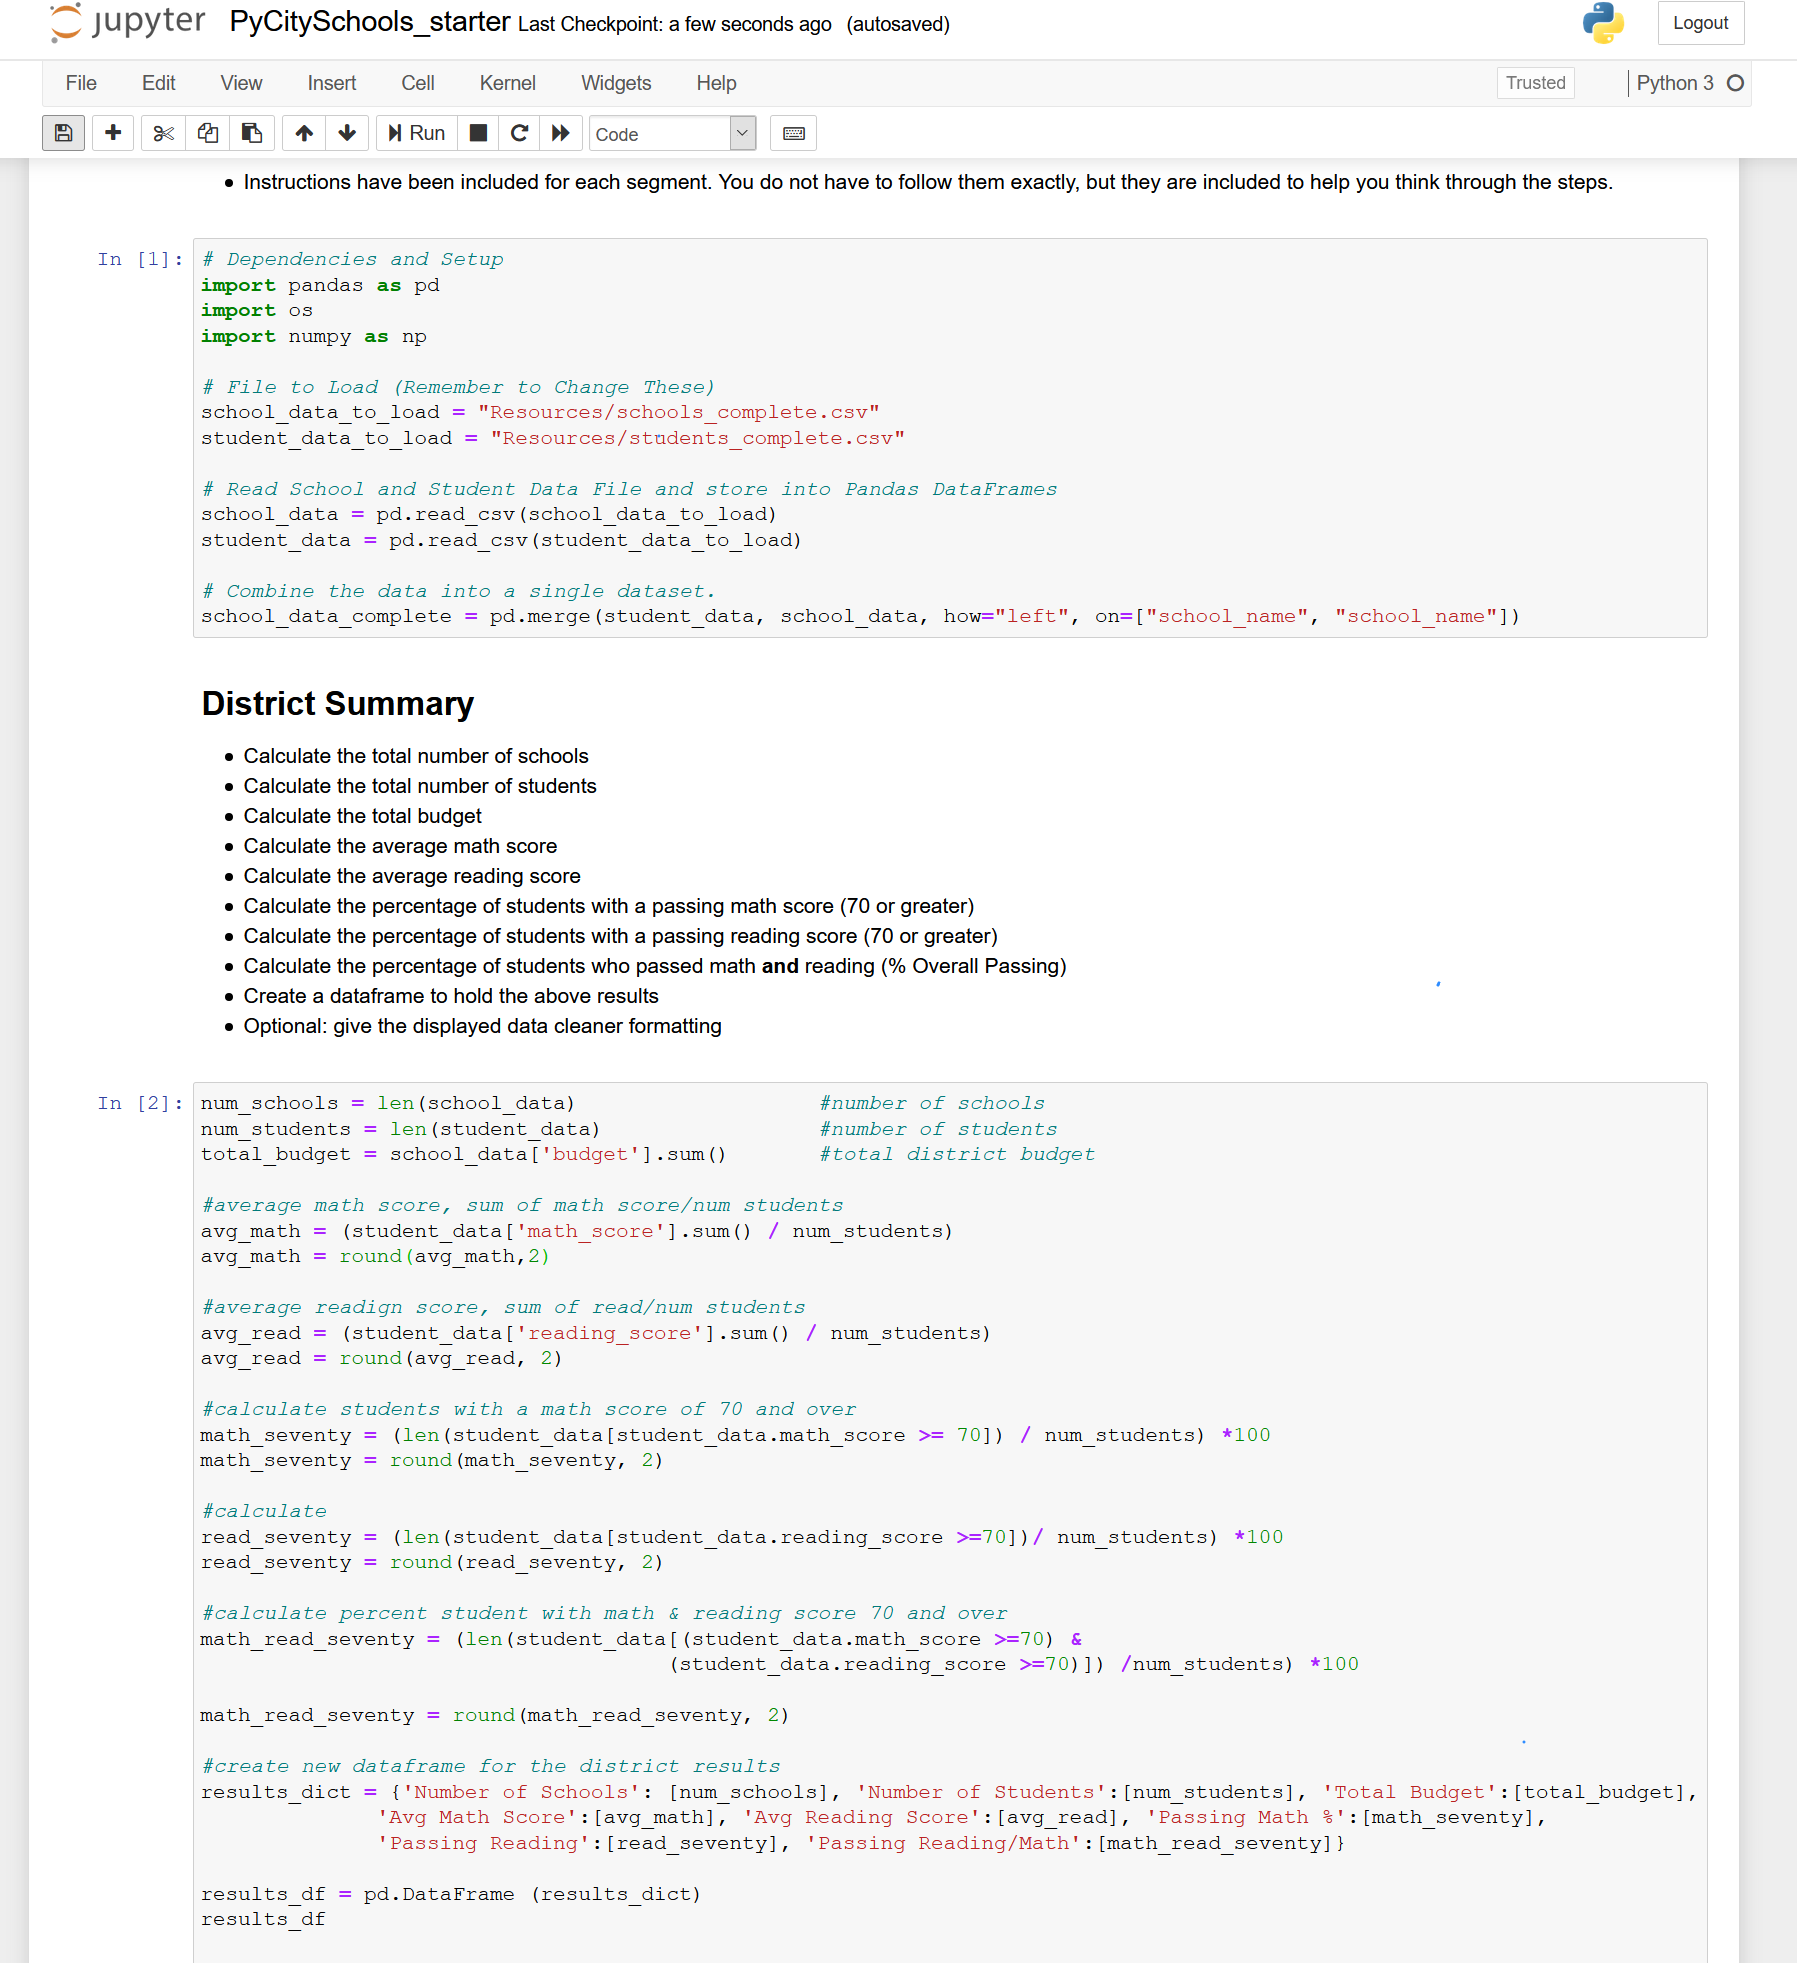 jupyter PyCitySchools_starter Last Checkpoint: a few seconds ago (autosaved)
Logout
File Edit View Insert Cell Kernel Widgets Help
Trusted
Python 3
Run
Code
Instructions have been included for each segment. You do not have to follow them exactly, but they are included to help you think through the steps.
In [1]:
# Dependencies and Setup
import pandas as pd
import os
import numpy as np
# File to Load (Remember to Change These)
school_data_to_load = "Resources/schools_complete.csv"
student_data_to_load = "Resources/students_complete.csv"
# Read School and Student Data File and store into Pandas DataFrames
school_data = pd.read_csv(school_data_to_load)
student_data = pd.read_csv(student_data_to_load)
# Combine the data into a single dataset.
school_data_complete = pd.merge(student_data, school_data, how="left", on=["school_name", "school_name"])
District Summary
Calculate the total number of schools
Calculate the total number of students
Calculate the total budget
Calculate the average math score
Calculate the average reading score
Calculate the percentage of students with a passing math score (70 or greater)
Calculate the percentage of students with a passing reading score (70 or greater)
Calculate the percentage of students who passed math and reading (% Overall Passing)
Create a dataframe to hold the above results
Optional: give the displayed data cleaner formatting
In [2]:
num_schools = len(school_data) #number of schools
num_students = len(student_data) #number of students
total_budget = school_data['budget'].sum() #total district budget
#average math score, sum of math score/num students
avg_math = (student_data['math_score'].sum() / num_students)
avg_math = round(avg_math,2)
#average readign score, sum of read/num students
avg_read = (student_data['reading_score'].sum() / num_students)
avg_read = round(avg_read, 2)
#calculate students with a math score of 70 and over
math_seventy = (len(student_data[student_data.math_score >= 70]) / num_students) *100
math_seventy = round(math_seventy, 2)
#calculate
read_seventy = (len(student_data[student_data.reading_score >=70])/ num_students) *100
read_seventy = round(read_seventy, 2)
#calculate percent student with math & reading score 70 and over
math_read_seventy = (len(student_data[(student_data.math_score >=70) &
(student_data.reading_score >=70)]) /num_students) *100
math_read_seventy = round(math_read_seventy, 2)
#create new dataframe for the district results
results_dict = {'Number of Schools': [num_schools], 'Number of Students':[num_students], 'Total Budget':[total_budget],
'Avg Math Score':[avg_math], 'Avg Reading Score':[avg_read], 'Passing Math %':[math_seventy],
'Passing Reading':[read_seventy], 'Passing Reading/Math':[math_read_seventy]}
results_df = pd.DataFrame (results_dict)
results_df